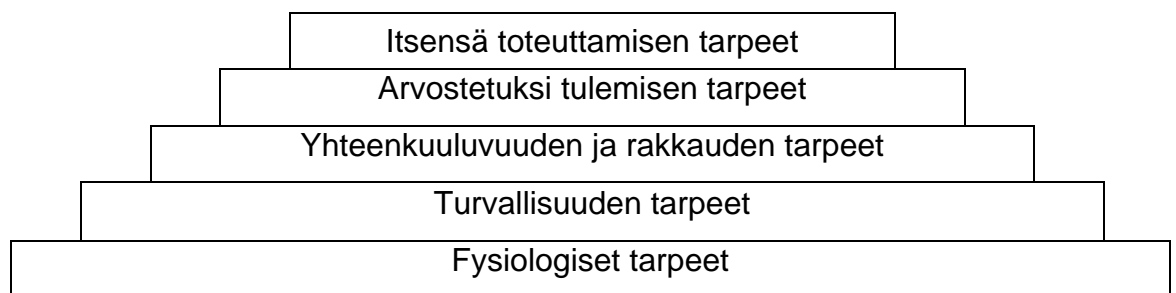 Itsensä toteuttamisen tarpeet
Arvostetuksi tulemisen tarpeet
Yhteenkuuluvuuden ja rakkauden tarpeet
Turvallisuuden tarpeet
Fysiologiset tarpeet